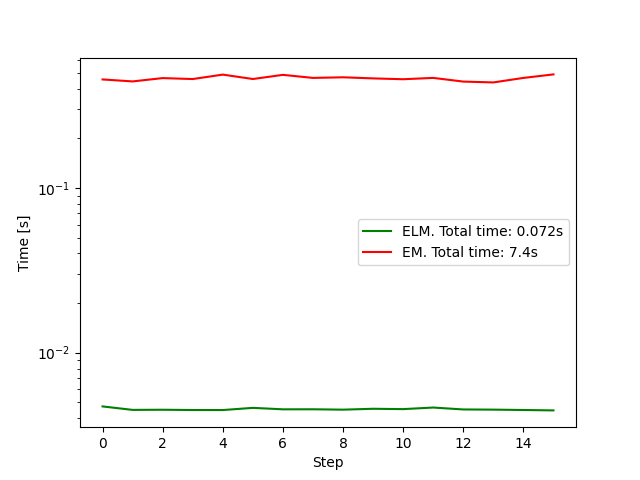 Time [s]
10⁻¹
10⁻²
ELM. Total time: 0.072s
EM. Total time: 7.4s
0 2 4 6 8 10 12 14
Step